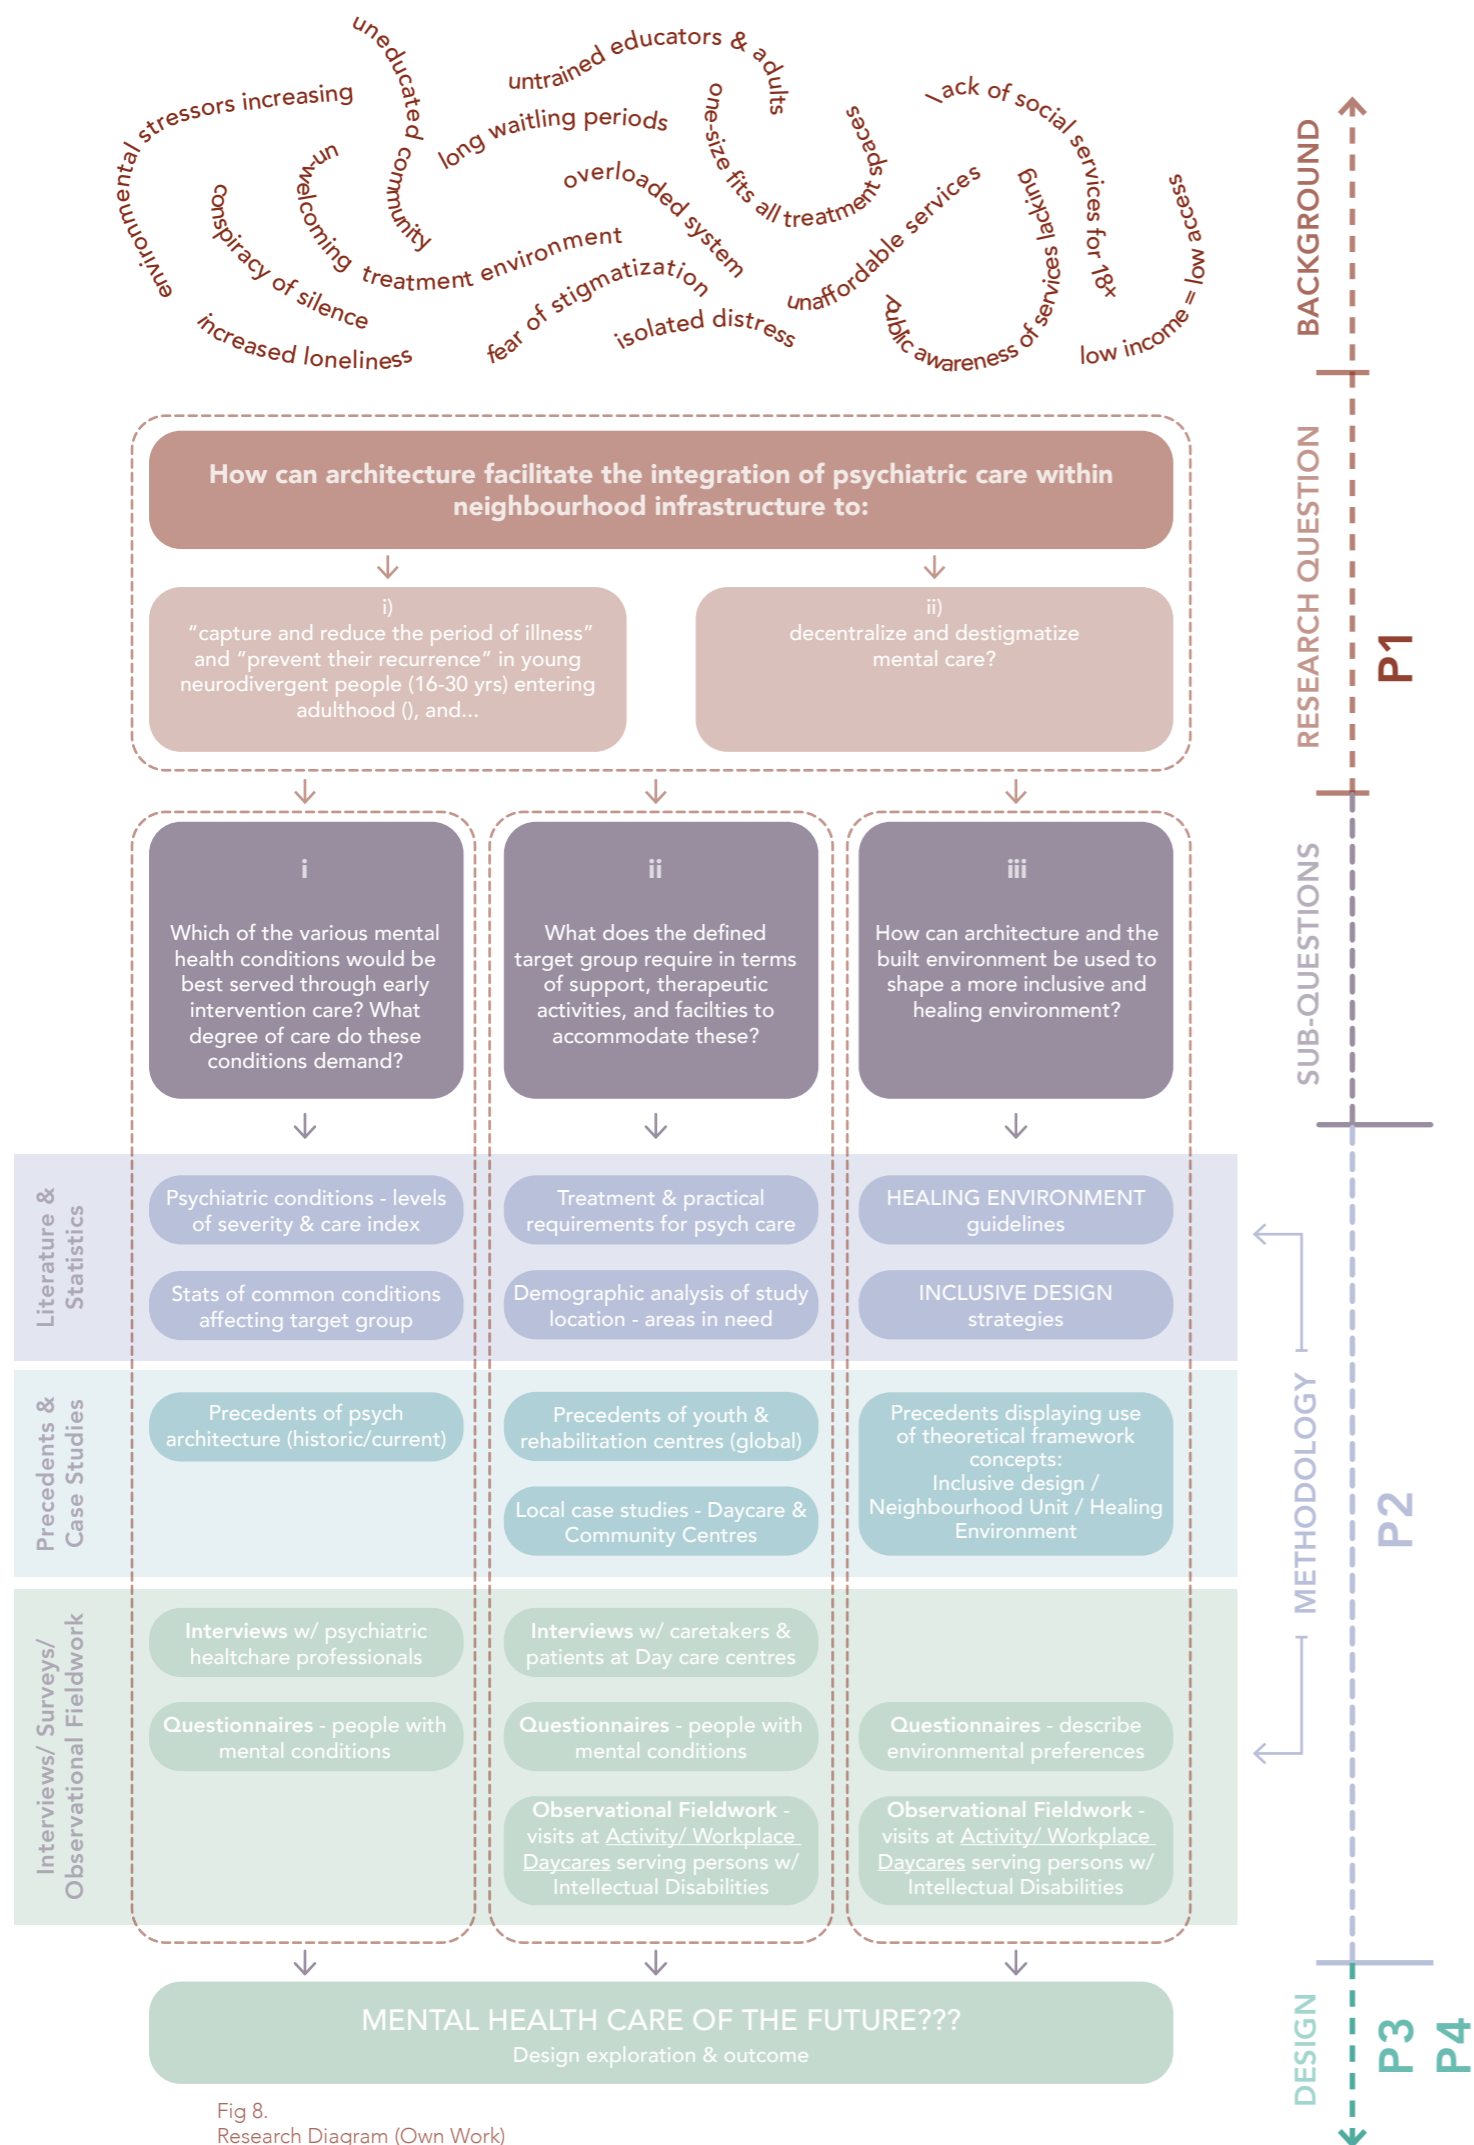 uneducated community
untrained educators & adults
environmental stressors increasing
long waitling periods
one-size fits all treatment spaces
lack of social services for 18+
un-
welcoming treatment environment
overloaded system
conspiracy of silence
unaffordable services
public awareness of services lacking
low income = low access
fear of stigmatization
isolated distress
increased loneliness
BACKGROUND
How can architecture facilitate the integration of psychiatric care within
neighbourhood infrastructure to:
i)
“capture and reduce the period of illness”
and “prevent their recurrence” in young
neurodivergent people (16-30 yrs) entering
adulthood (), and...
ii)
decentralize and destigmatize
mental care?
RESEARCH QUESTION
P1
i
Which of the various mental
health conditions would be
best served through early
intervention care? What
degree of care do these
conditions demand?
ii
What does the defined
target group require in terms
of support, therapeutic
activities, and facilties to
accommodate these?
iii
How can architecture and the
built environment be used to
shape a more inclusive and
healing environment?
SUB-QUESTIONS
Literature &
Statistics
Psychiatric conditions - levels
of severity & care index
Treatment & practical
requirements for psych care
HEALING ENVIRONMENT
guidelines
Stats of common conditions
affecting target group
Demographic analysis of study
location - areas in need
INCLUSIVE DESIGN
strategies
Precedents &
Case Studies
Precedents of psych
architecture (historic/current)
Precedents of youth &
rehabilitation centres (global)
Local case studies - Daycare &
Community Centres
Precedents displaying use
of theoretical framework
concepts:
Inclusive design /
Neighbourhood Unit / Healing
Environment
METHODOLOGY
P2
Interviews/ Surveys/
Observational Fieldwork
Interviews w/ psychiatric
healtchare professionals
Interviews w/ caretakers &
patients at Day care centres
Questionnaires - people with
mental conditions
Questionnaires - people with
mental conditions
Questionnaires - describe
environmental preferences
Observational Fieldwork -
visits at Activity/ Workplace
Daycares serving persons w/
Intellectual Disabilities
Observational Fieldwork -
visits at Activity/ Workplace
Daycares serving persons w/
Intellectual Disabilities
MENTAL HEALTH CARE OF THE FUTURE???
Design exploration & outcome
DESIGN
P3
P4
Fig 8.
Research Diagram (Own Work)